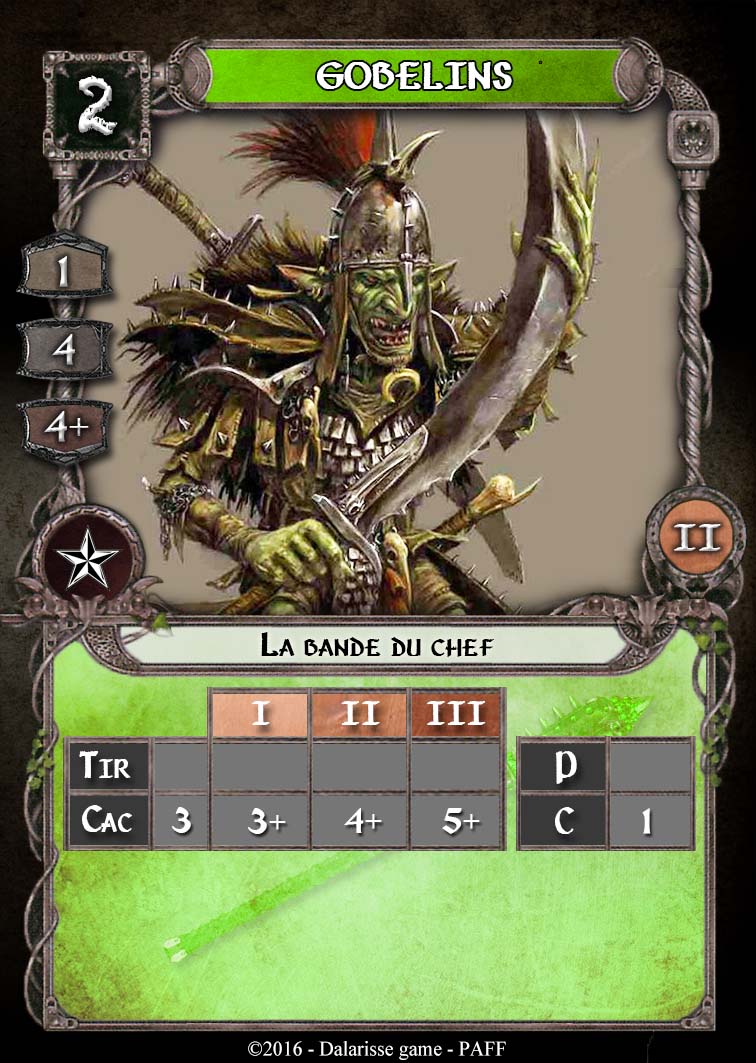 GOBELINS
2
1
4
4+
II
La bande du chef
I II III
Tir P
Cac 3 3+ 4+ 5+ C 1
©2016 - Dalarisse game - PAFF